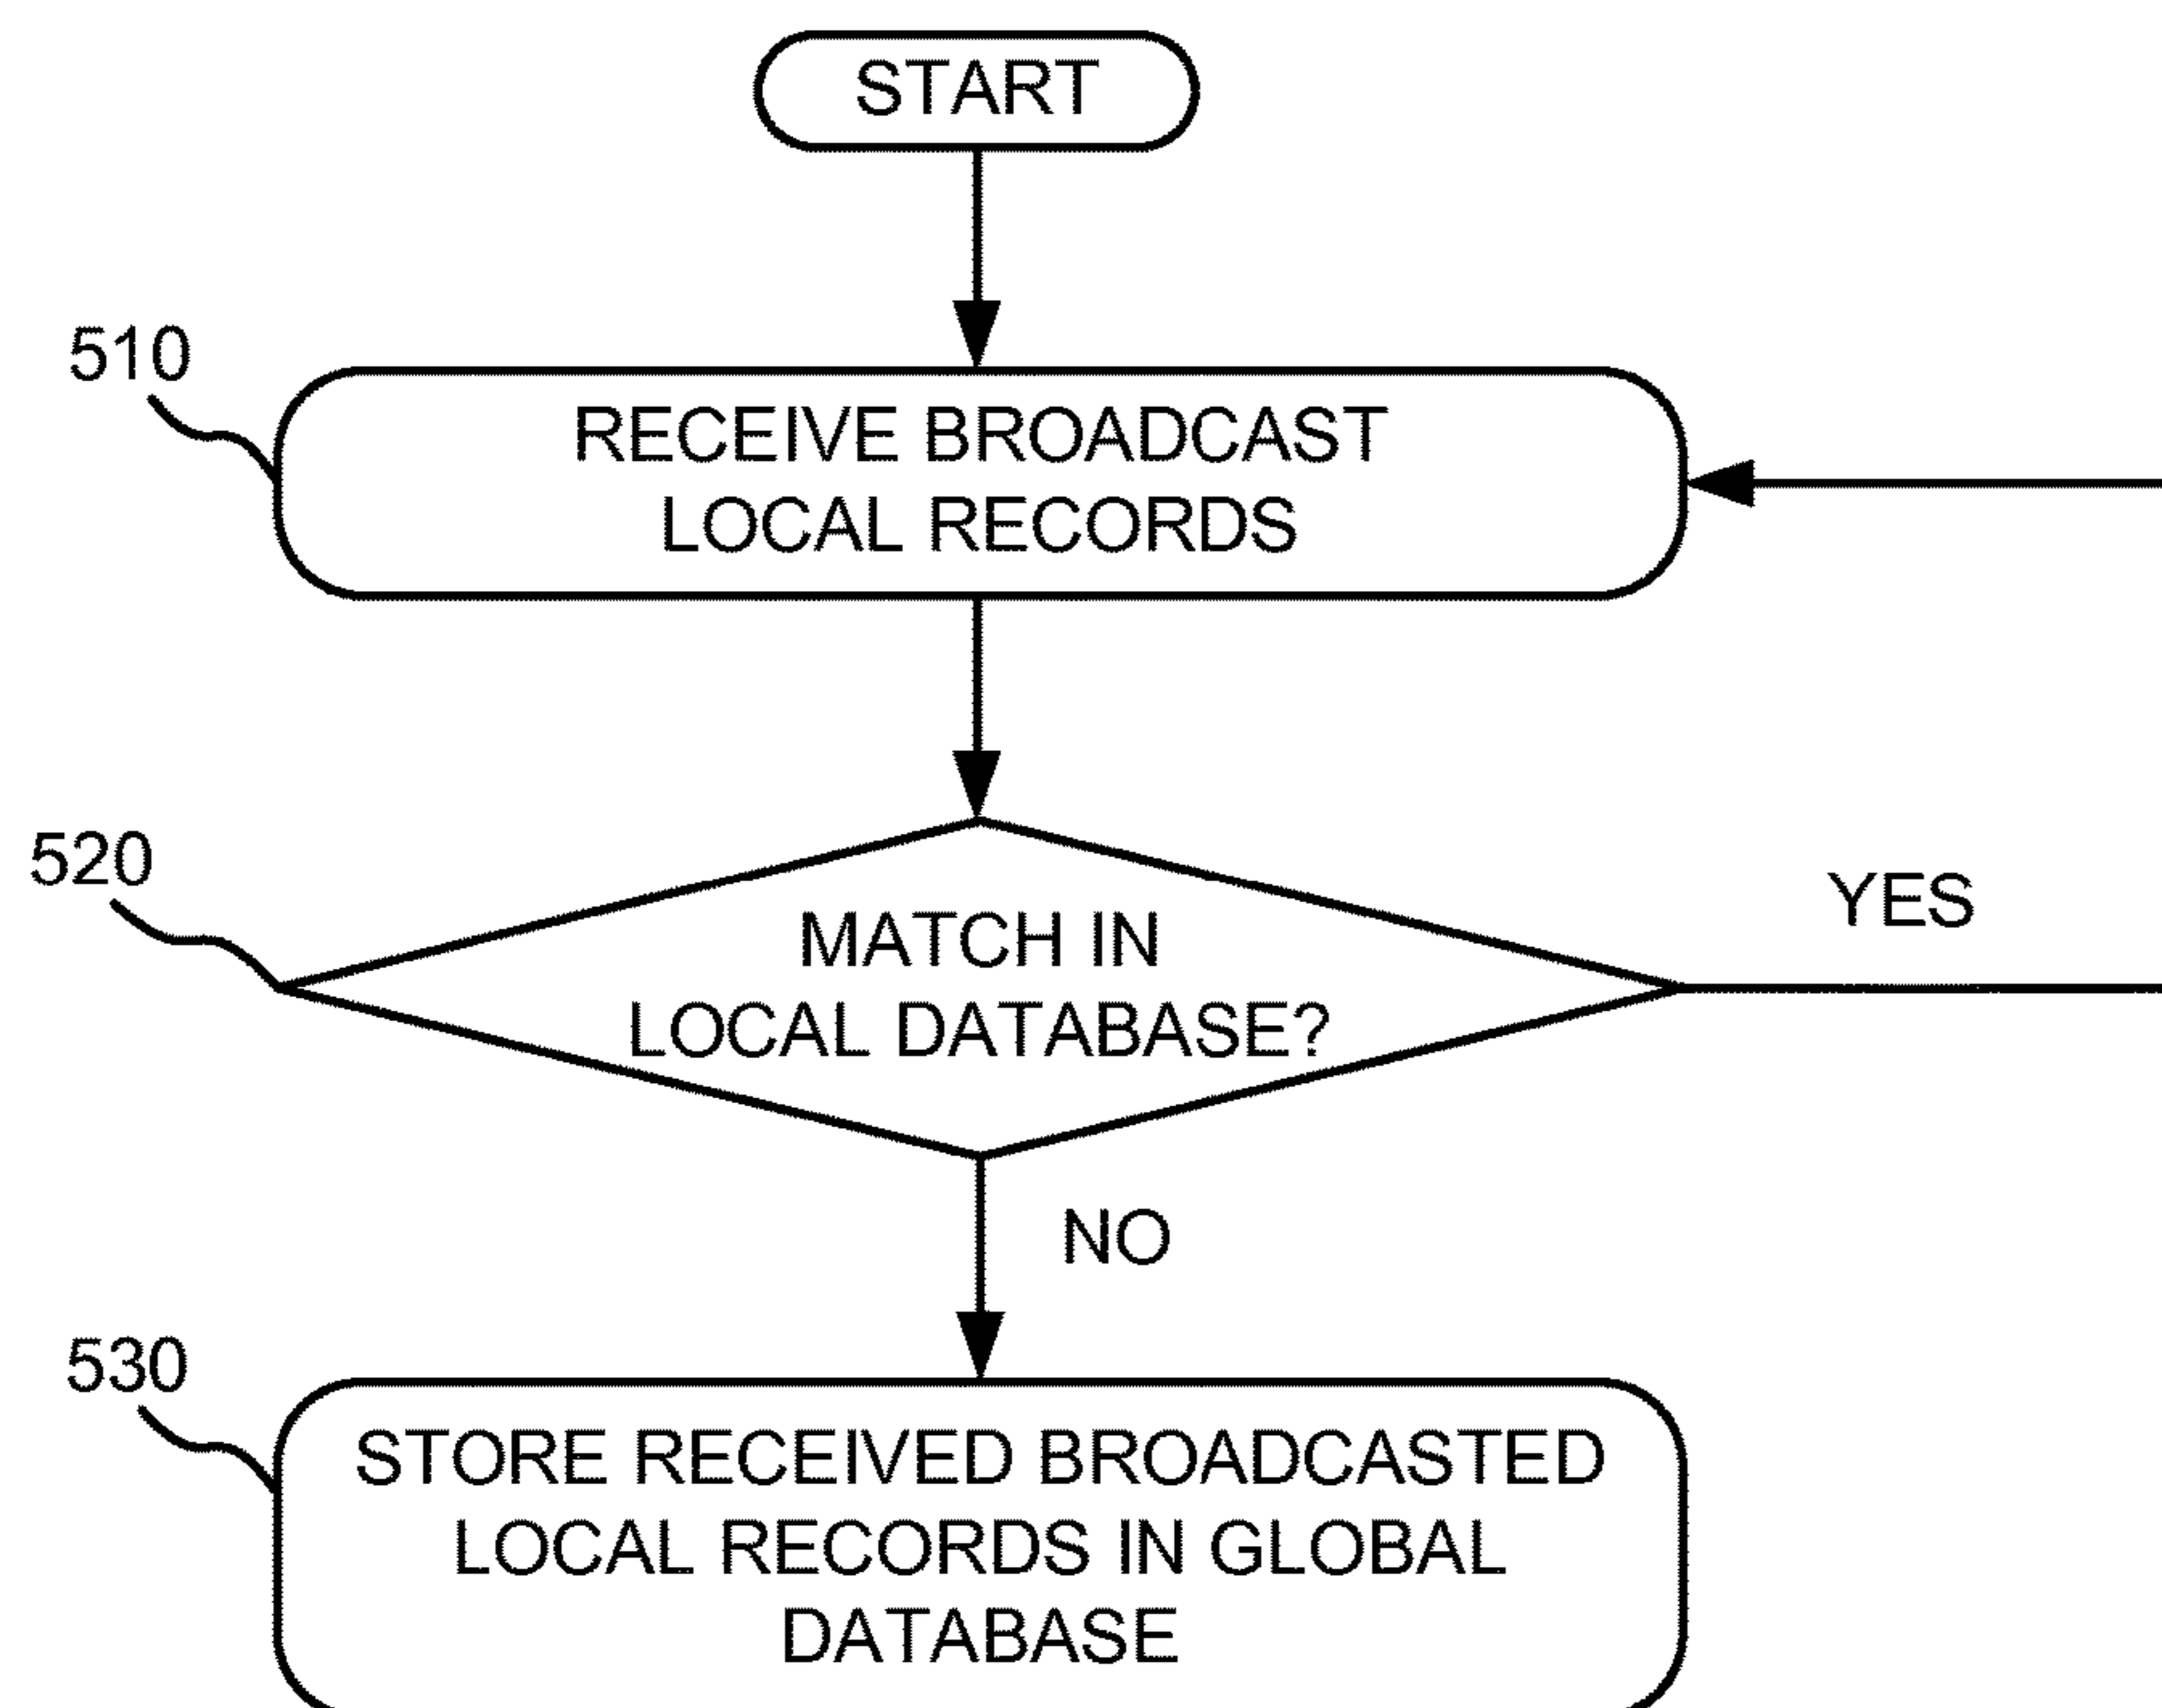 START
510
RECEIVE BROADCAST
LOCAL RECORDS
520
MATCH IN
LOCAL DATABASE?
YES
NO
530
STORE RECEIVED BROADCASTED
LOCAL RECORDS IN GLOBAL
DATABASE